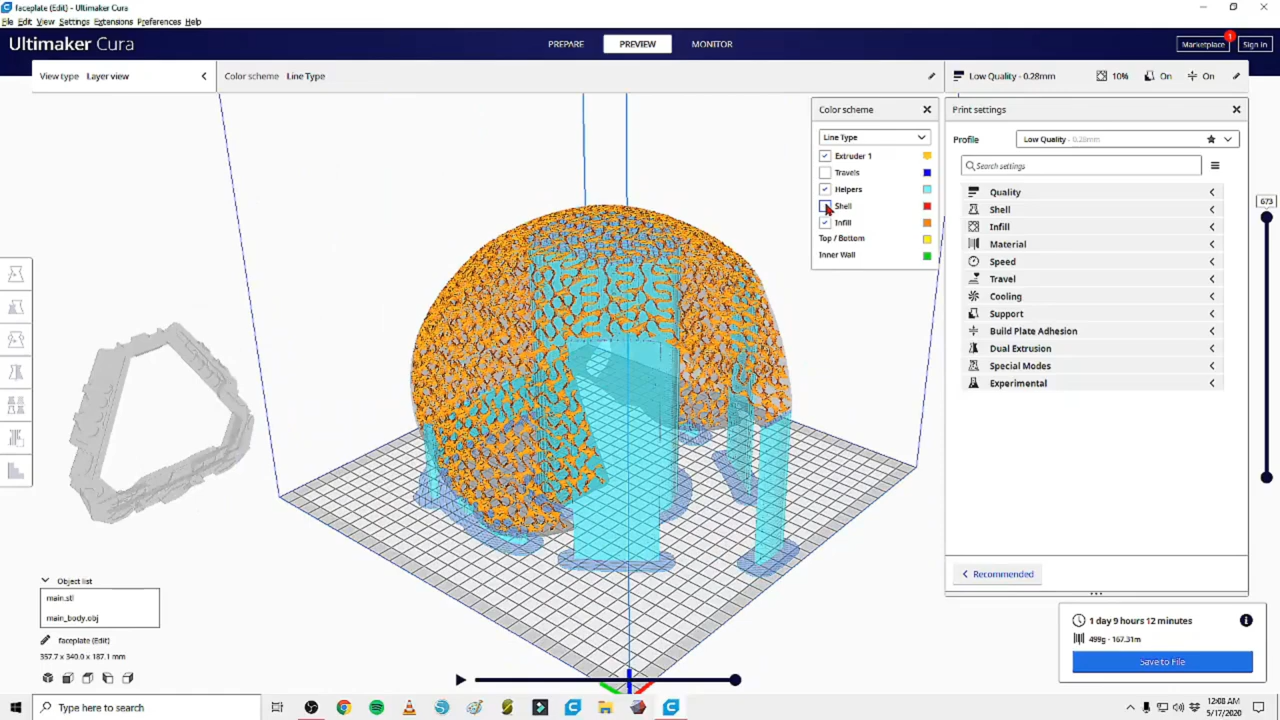 faceplate (Edit) - Ultimaker Cura
File Edit View Settings Extensions Preferences Help
Ultimaker Cura
PREPARE
PREVIEW
MONITOR
Marketplace
1
Sign in
View type Layer view
Color scheme Line Type
Low Quality - 0.28mm
10%
On
On
Color scheme
Line Type
Extruder 1
Travels
Helpers
Shell
Infill
Top / Bottom
Inner Wall
Print settings
Profile
Low Quality - 0.28mm
Search settings
Quality
Shell
Infill
Material
Speed
Travel
Cooling
Support
Build Plate Adhesion
Dual Extrusion
Special Modes
Experimental
Recommended
673
Object list
main.stl
main_body.obj
faceplate (Edit)
357.7 x 340.0 x 187.1 mm
1 day 9 hours 12 minutes
499g · 167.31m
Save to File
Type here to search
12:08 AM
5/17/2020